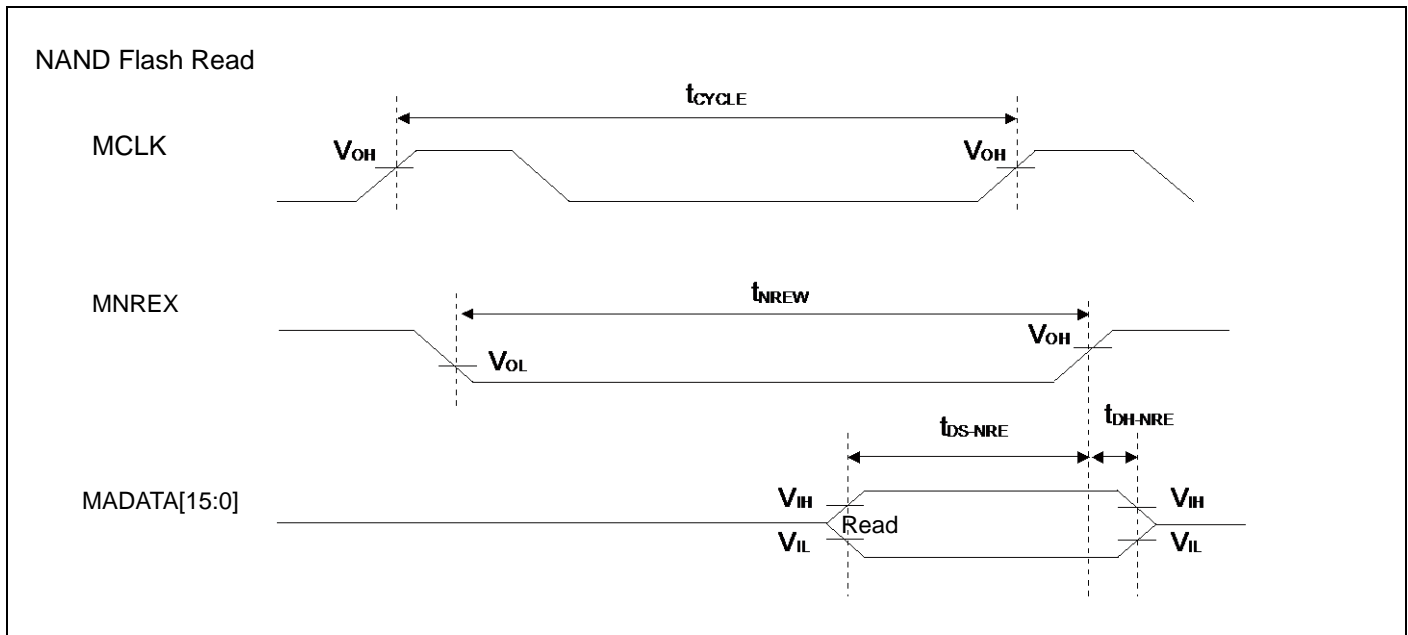 NAND Flash Read
tCYCLE
MCLK
VOH
VOH
tNREW
MNREX
VOH
VOL
tDS-NRE
tDH-NRE
MADATA[15:0]
VIH
VIH
Read
VIL
VIL